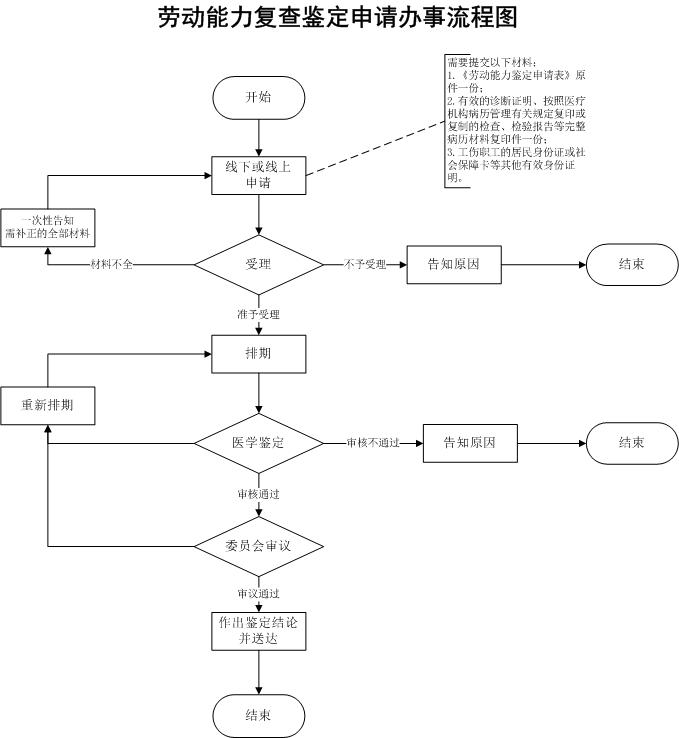 劳动能力复查鉴定申请办事流程图
需要提交以下材料：
1.《劳动能力鉴定申请表》原
件一份；
2.有效的诊断证明、按照医疗
机构病历管理有关规定复印或
复制的检查、检验报告等完整
病历材料复印件一份；
3.工伤职工的居民身份证或社
会保障卡等其他有效身份证
明。
开始
线下或线上
申请
一次性告知
需补正的全部材料
材料不全
受理
不予受理
告知原因
结束
准予受理
排期
重新排期
医学鉴定
审核不通过
告知原因
结束
审核通过
委员会审议
审议通过
作出鉴定结论
并送达
结束